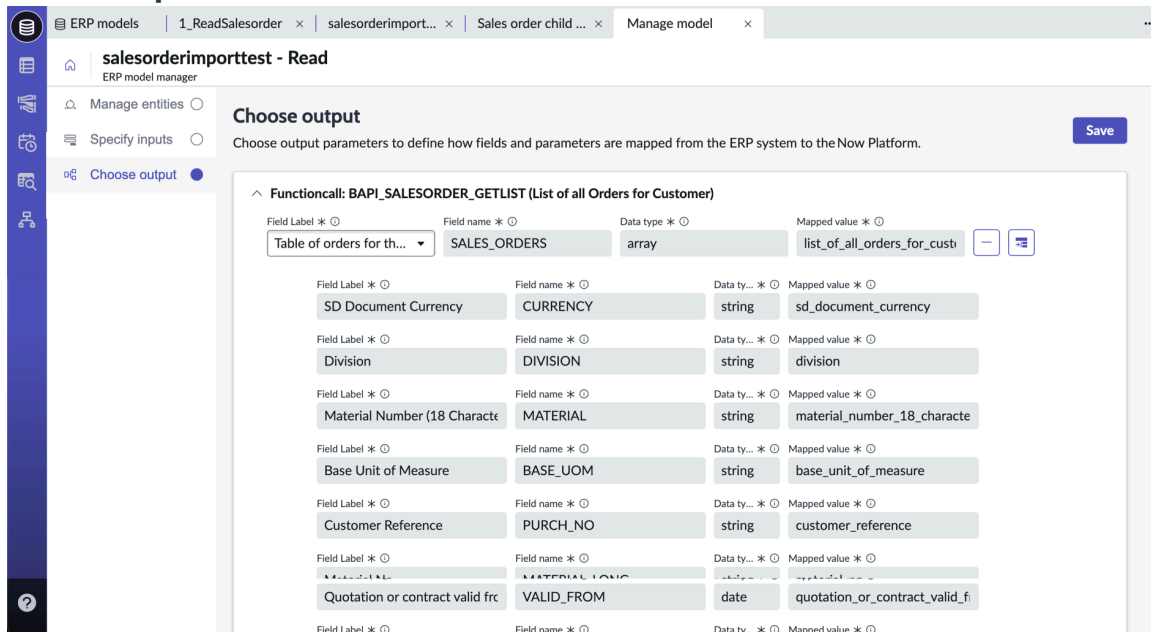 ERP models 1_ReadSalesorder × salesorderimport... × Sales order child ... × Manage model ×
salesorderimporttest - Read
ERP model manager
Manage entities
Specify inputs
Choose output
Choose output
Choose output parameters to define how fields and parameters are mapped from the ERP system to the Now Platform.
Save
Functioncall: BAPI_SALESORDER_GETLIST (List of all Orders for Customer)
Field Label * Field name * Data type * Mapped value *
Table of orders for th... SALES_ORDERS array list_of_all_orders_for_custo
Field Label * Field name * Data ty... * Mapped value *
SD Document Currency CURRENCY string sd_document_currency
Field Label * Field name * Data ty... * Mapped value *
Division DIVISION string division
Field Label * Field name * Data ty... * Mapped value *
Material Number (18 Characte MATERIAL string material_number_18_characte
Field Label * Field name * Data ty... * Mapped value *
Base Unit of Measure BASE_UOM string base_unit_of_measure
Field Label * Field name * Data ty... * Mapped value *
Customer Reference PURCH_NO string customer_reference
Field Label * Field name * Data ty... * Mapped value *
Quotation or contract valid frc VALID_FROM date quotation_or_contract_valid_f
Field Label * Field name * Data ty... * Mapped value *